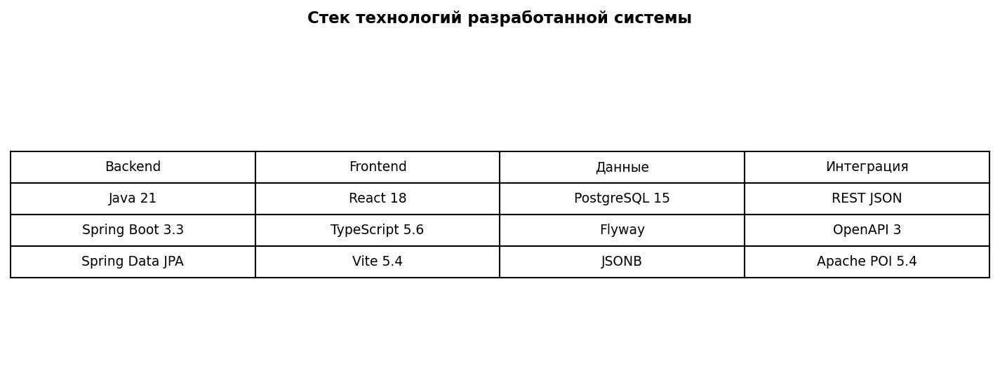 Стек технологий разработанной системы
Backend Frontend Данные Интеграция
Java 21 React 18 PostgreSQL 15 REST JSON
Spring Boot 3.3 TypeScript 5.6 Flyway OpenAPI 3
Spring Data JPA Vite 5.4 JSONB Apache POI 5.4